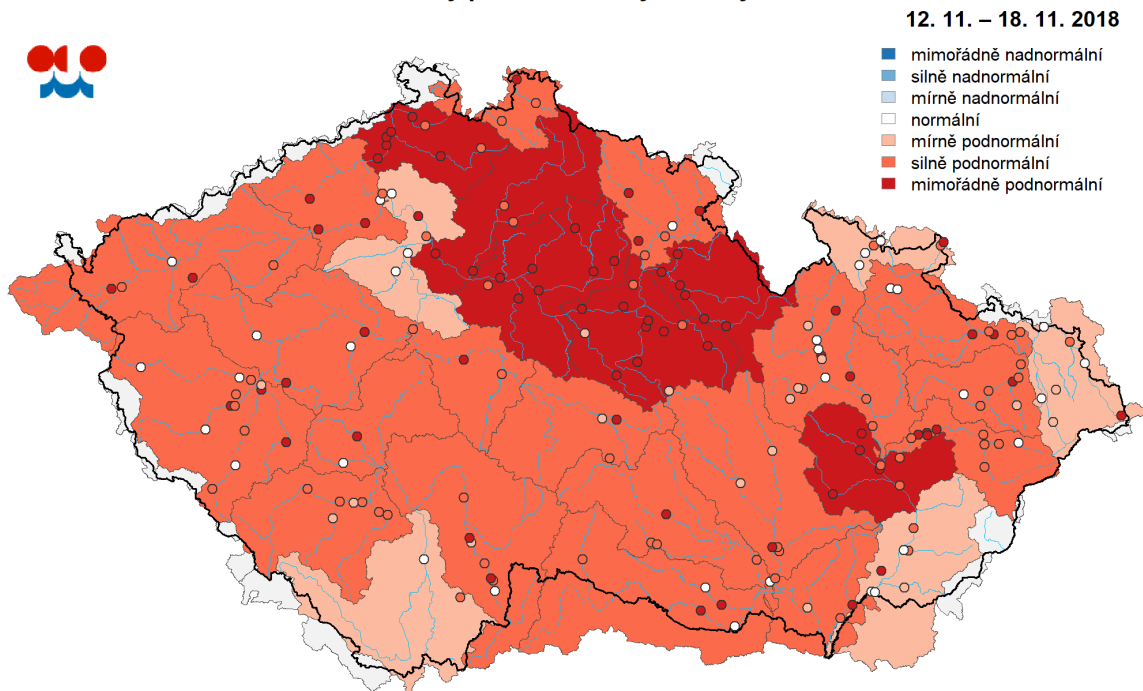 12. 11. – 18. 11. 2018
mimořádně nadnormální
silně nadnormální
mírně nadnormální
normální
mírně podnormální
silně podnormální
mimořádně podnormální